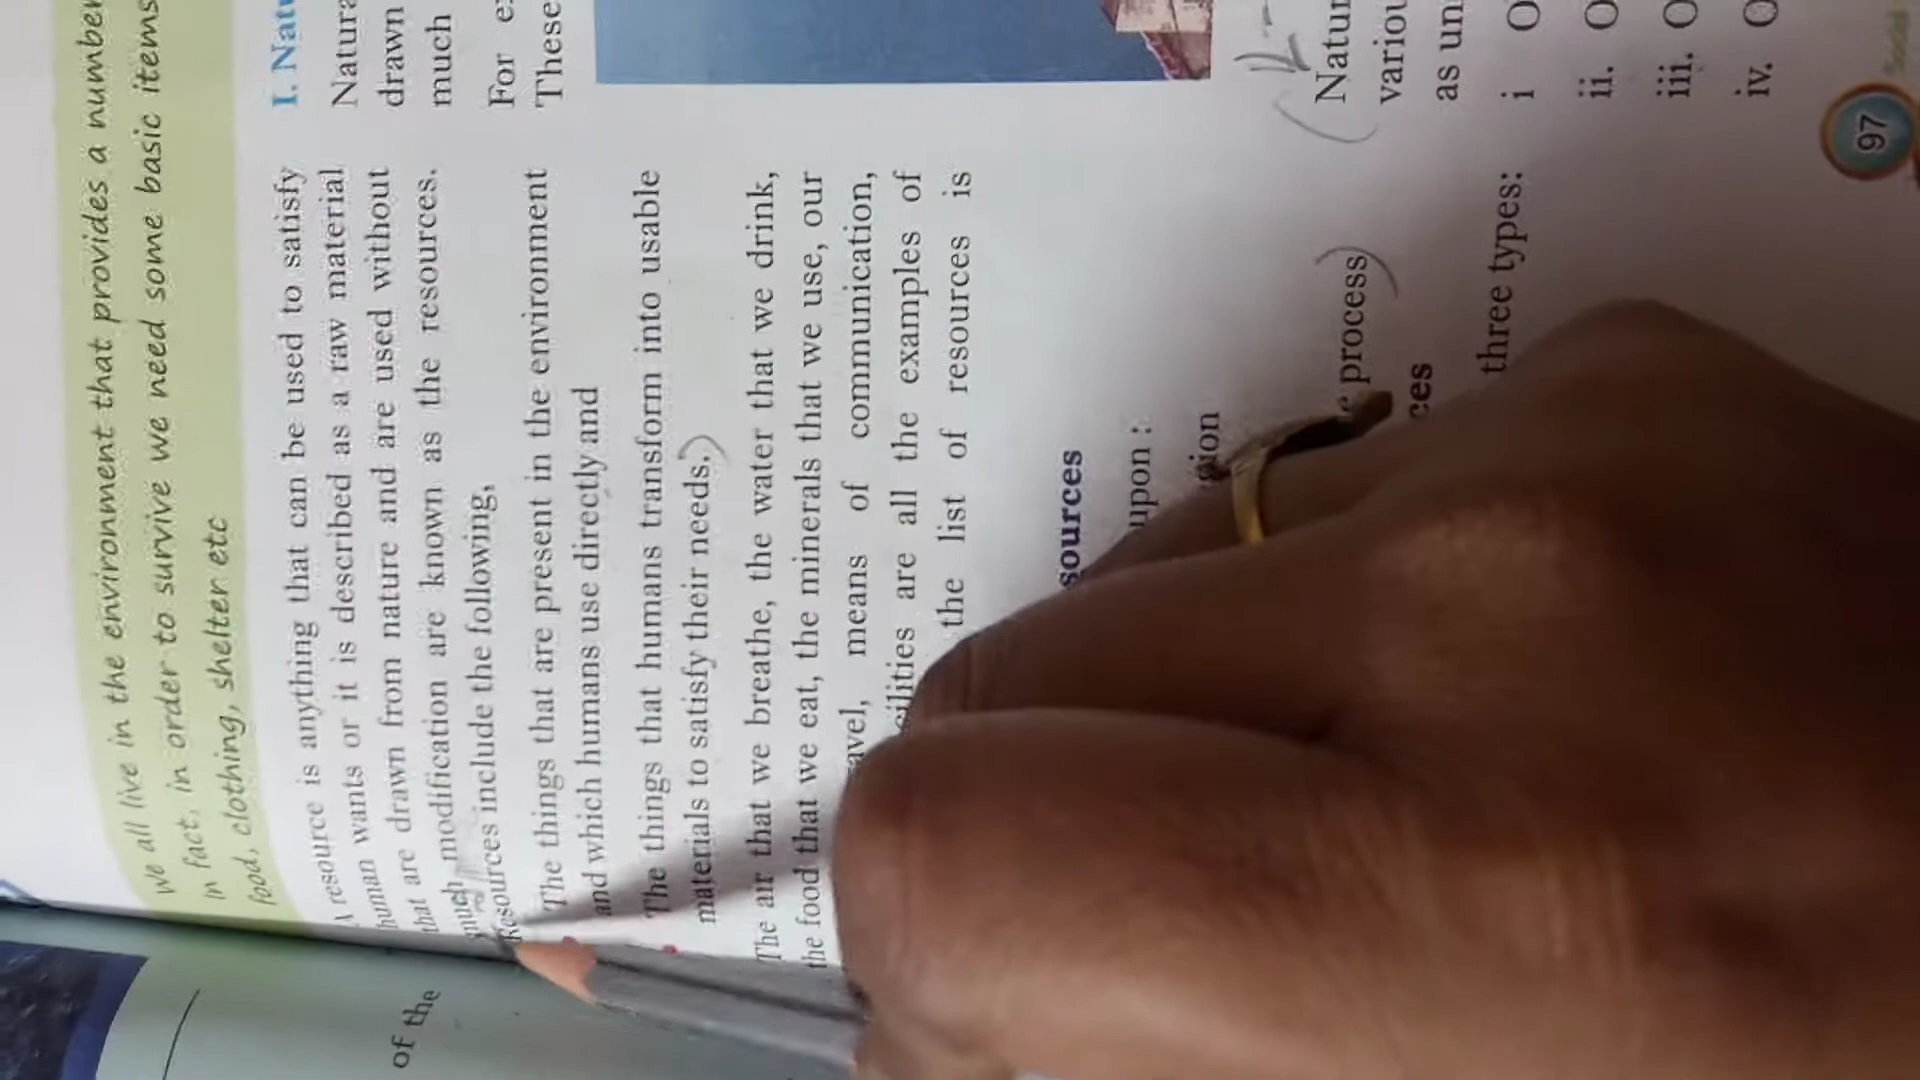 We all live in the environment that provides a number
In fact, in order to survive we need some basic items
food, clothing, shelter etc
A resource is anything that can be used to satisfy
human wants or it is described as a raw material
that are drawn from nature and are used without
much modification are known as the resources.
Resources include the following,
The things that are present in the environment
and which humans use directly and
The things that humans transform into usable
materials to satisfy their needs.)
The air that we breathe, the water that we drink,
the food that we eat, the minerals that we use, our
means of communication,
are all the examples of
the list of resources is
upon :
process)
three types:
I.
drawn
much
For
These
as
i O
ii. O
iii. O
iv. O
97
of the